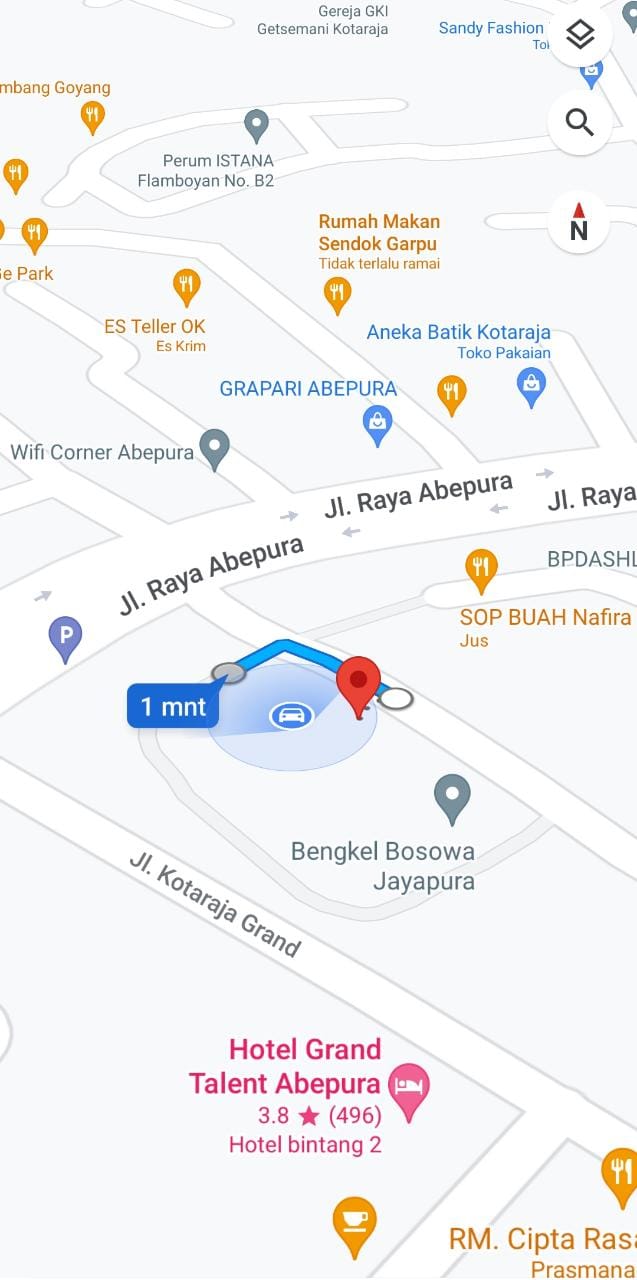 Gereja GKI
Getsemani Kotaraja
Sandy Fashion
mbang Goyang
Perum ISTANA
Flamboyan No. B2
N
Rumah Makan
Sendok Garpu
Tidak terlalu ramai
Ge Park
ES Teller OK
Es Krim
Aneka Batik Kotaraja
Toko Pakaian
GRAPARI ABEPURA
Wifi Corner Abepura
Jl. Raya Abepura
Jl. Raya
Jl. Raya Abepura
BPDASHL
SOP BUAH Nafira
Jus
P
1 mnt
Bengkel Bosowa
Jayapura
Jl. Kotaraja Grand
Hotel Grand
Talent Abepura
3.8 ★ (496)
Hotel bintang 2
RM. Cipta Rasa
Prasmana